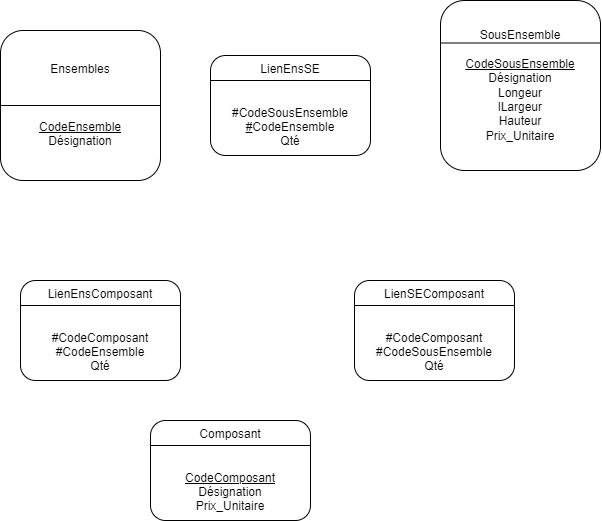 Ensembles
CodeEnsemble
Désignation
LienEnsSE
#CodeSousEnsemble
#CodeEnsemble
Qté
SousEnsemble
CodeSousEnsemble
Désignation
Longeur
lLargeur
Hauteur
Prix_Unitaire
LienEnsComposant
#CodeComposant
#CodeEnsemble
Qté
LienSEComposant
#CodeComposant
#CodeSousEnsemble
Qté
Composant
CodeComposant
Désignation
Prix_Unitaire